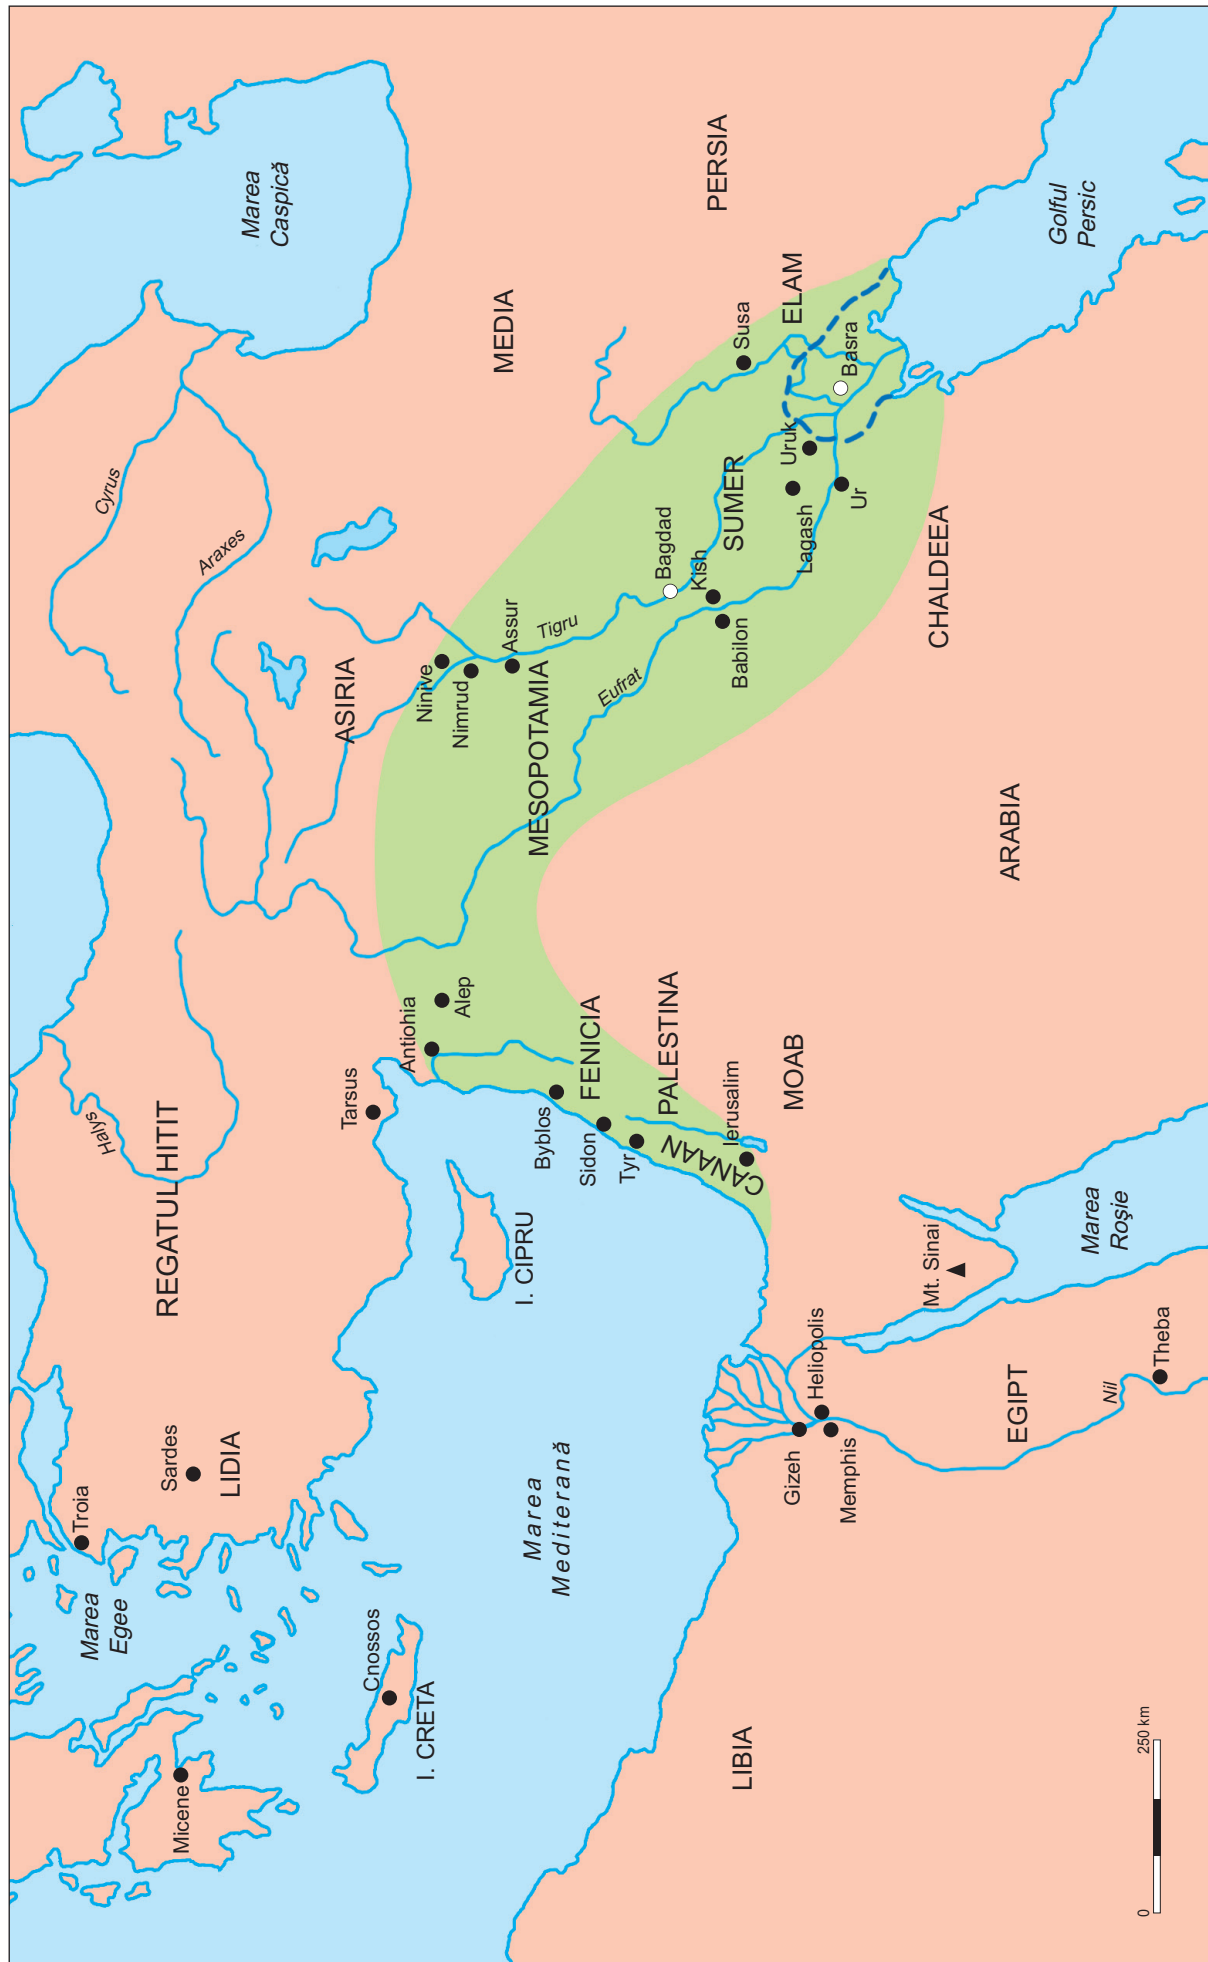 Marea
Caspică
Cyrus
Araxes
MEDIA
PERSIA
Golful
Persic
ELAM
Susa
Basra
Uruk
SUMER
Lagash
Ur
Bagdad
Kish
Babilon
CHALDEEA
ASIRIA
Ninive
Nimrud
Assur
Tigru
Eufrat
MESOPOTAMIA
ARABIA
REGATUL HITIT
Halys
Tarsus
Antiohia
Alep
Byblos
FENICIA
Sidon
Tyr
PALESTINA
CANAAN
Ierusalim
MOAB
I. CIPRU
Mt. Sinai
Marea
Roşie
Heliopolis
Gizeh
Memphis
EGIPT
Nil
Theba
Troia
Sardes
LIDIA
Marea
Egee
Marea
Mediterană
Cnossos
I. CRETA
Micene
LIBIA
0
250 km